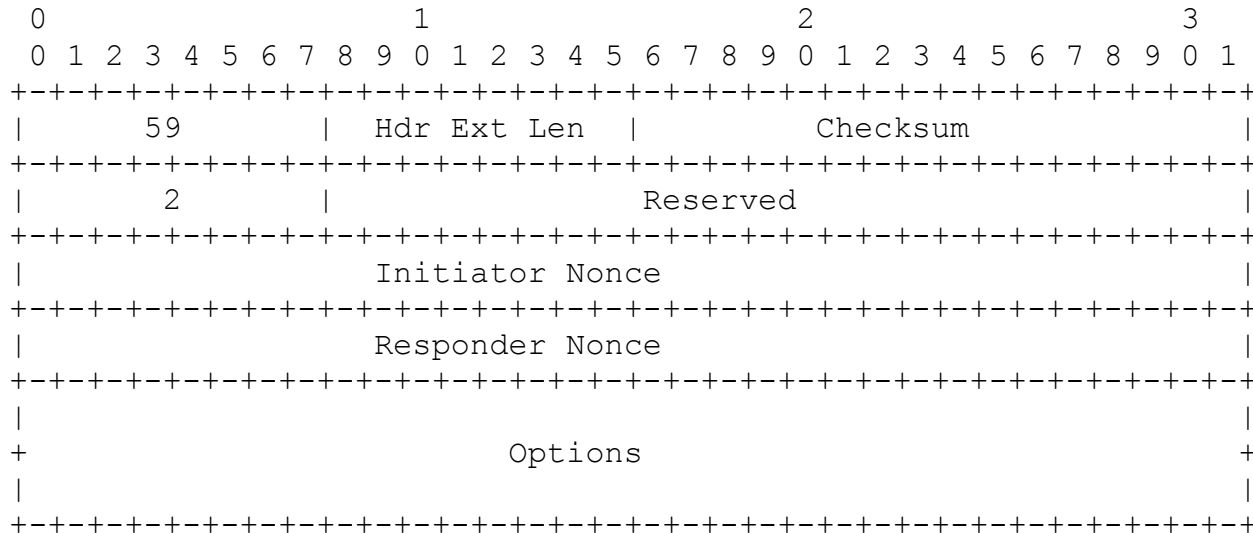 0                   1                   2                   3
 0 1 2 3 4 5 6 7 8 9 0 1 2 3 4 5 6 7 8 9 0 1 2 3 4 5 6 7 8 9 0 1
+-+-+-+-+-+-+-+-+-+-+-+-+-+-+-+-+-+-+-+-+-+-+-+-+-+-+-+-+-+-+-+-+
|      59       | Hdr Ext Len   |         Checksum              |
+-+-+-+-+-+-+-+-+-+-+-+-+-+-+-+-+-+-+-+-+-+-+-+-+-+-+-+-+-+-+-+-+
|       2       |                Reserved                       |
+-+-+-+-+-+-+-+-+-+-+-+-+-+-+-+-+-+-+-+-+-+-+-+-+-+-+-+-+-+-+-+-+
|                  Initiator Nonce                              |
+-+-+-+-+-+-+-+-+-+-+-+-+-+-+-+-+-+-+-+-+-+-+-+-+-+-+-+-+-+-+-+-+
|                  Responder Nonce                              |
+-+-+-+-+-+-+-+-+-+-+-+-+-+-+-+-+-+-+-+-+-+-+-+-+-+-+-+-+-+-+-+-+
|                                                               |
+                         Options                               +
|                                                               |
+-+-+-+-+-+-+-+-+-+-+-+-+-+-+-+-+-+-+-+-+-+-+-+-+-+-+-+-+-+-+-+-+